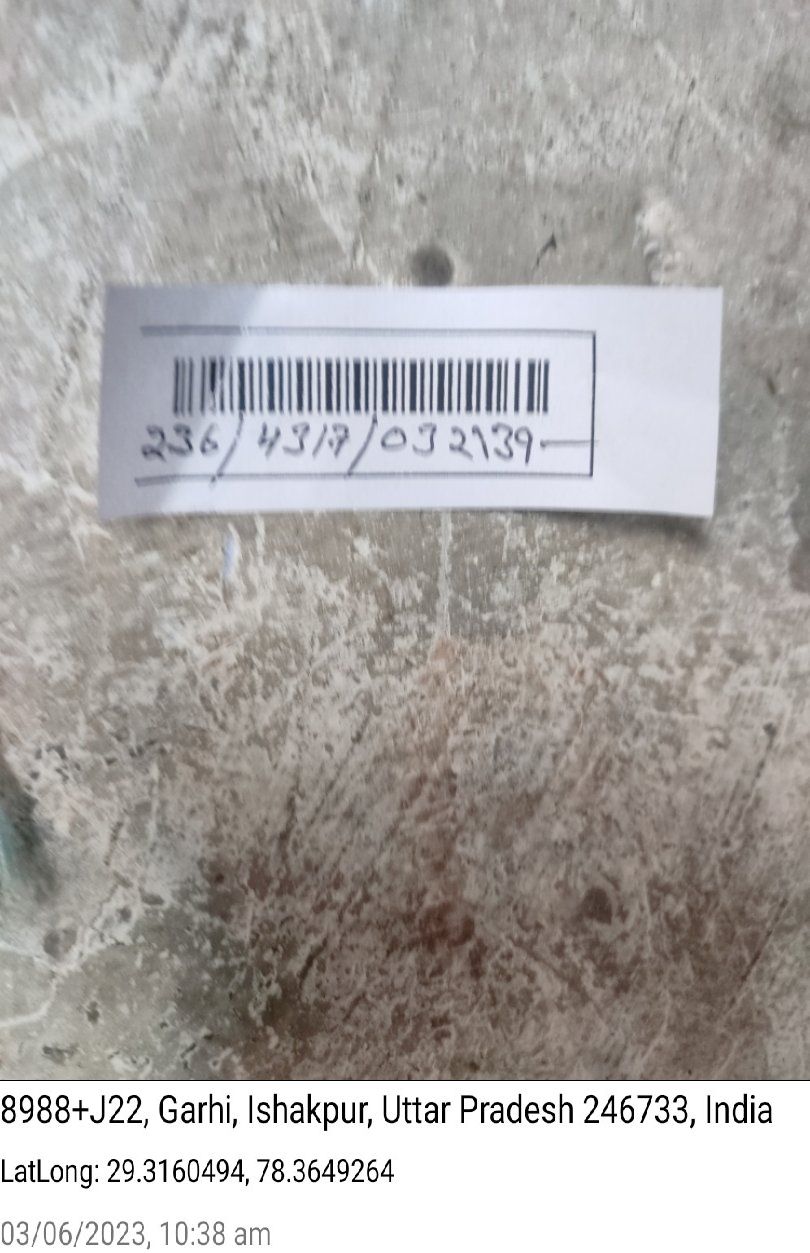 236/4317/032139
8988+J22, Garhi, Ishakpur, Uttar Pradesh 246733, India
LatLong: 29.3160494, 78.3649264
03/06/2023, 10:38 am